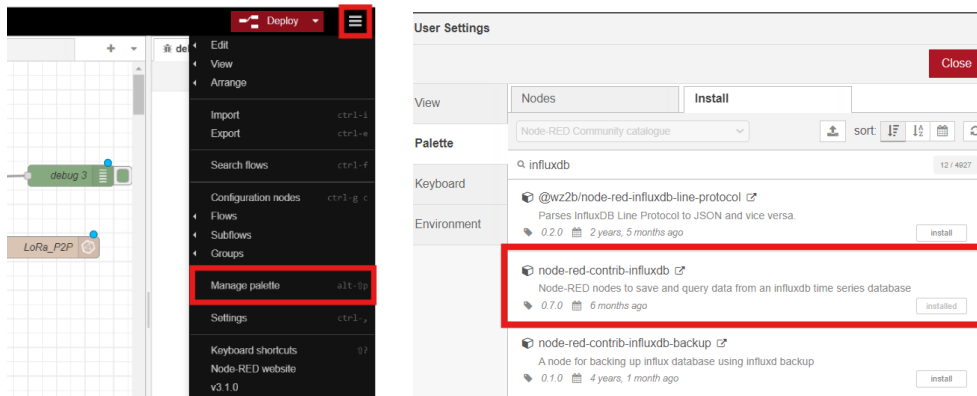 Deploy
de
Edit
View
Arrange
Import ctrl-i
Export ctrl-e
Search flows ctrl-f
debug 3
Configuration nodes ctrl-g c
Flows
Subflows
LoRa_P2P
Groups
Manage palette alt-⇧p
Settings ctrl-,
Keyboard shortcuts ⇧?
Node-RED website
v3.1.0
User Settings
Close
View
Palette
Keyboard
Environment
Nodes Install
Node-RED Community catalogue
sort:
influxdb 12 / 4927
@wz2b/node-red-influxdb-line-protocol
Parses InfluxDB Line Protocol to JSON and vice versa.
0.2.0 2 years, 5 months ago install
node-red-contrib-influxdb
Node-RED nodes to save and query data from an influxdb time series database
0.7.0 6 months ago installed
node-red-contrib-influxdb-backup
A node for backing up influx database using influxd backup
0.1.0 4 years, 1 month ago install